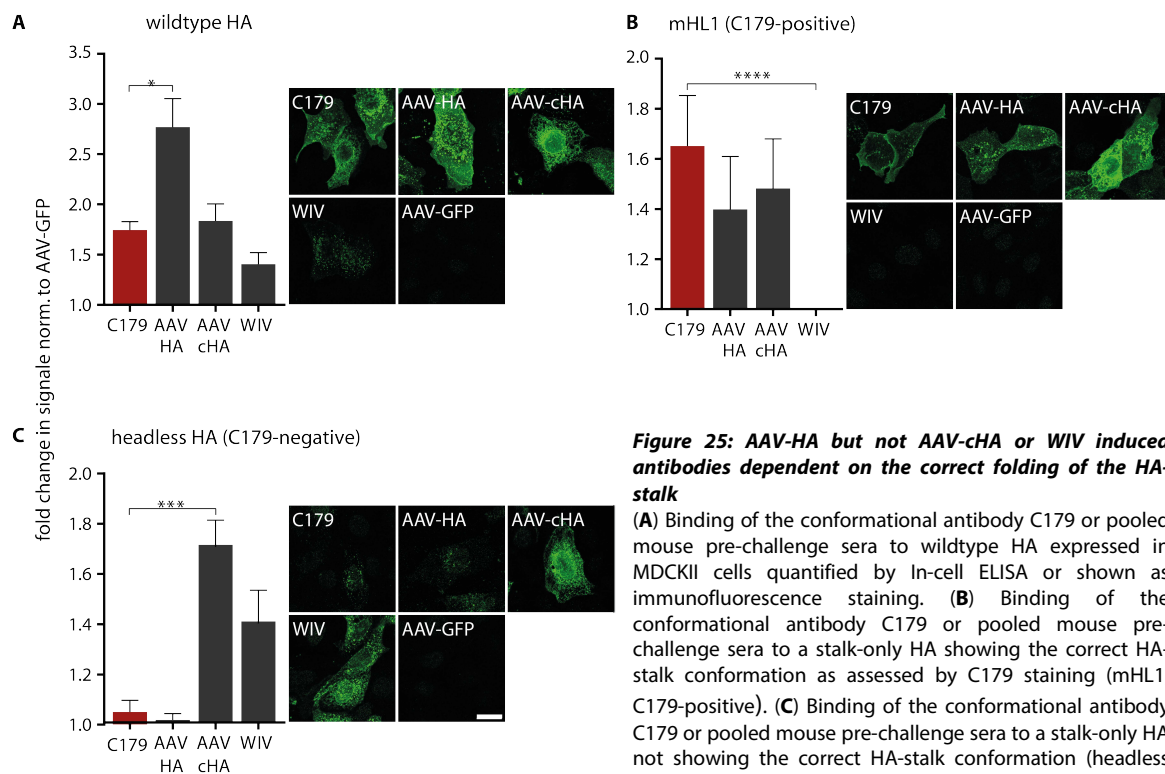 A
wildtype HA
fold change in signale norm. to AAV-GFP
3.5
3.0
2.5
2.0
1.5
1.0
*
C179 AAV HA AAV cHA WIV
C179 AAV-HA AAV-cHA
WIV AAV-GFP
B
mHL1 (C179-positive)
2.0
1.8
1.6
1.4
1.2
1.0
****
C179 AAV HA AAV cHA WIV
C179 AAV-HA AAV-cHA
WIV AAV-GFP
C
headless HA (C179-negative)
2.0
1.8
1.6
1.4
1.2
1.0
***
C179 AAV HA AAV cHA WIV
C179 AAV-HA AAV-cHA
WIV AAV-GFP
Figure 25: AAV-HA but not AAV-cHA or WIV induced
antibodies dependent on the correct folding of the HA-
stalk
(A) Binding of the conformational antibody C179 or pooled
mouse pre-challenge sera to wildtype HA expressed in
MDCKII cells quantified by In-cell ELISA or shown as
immunofluorescence staining. (B) Binding of the
conformational antibody C179 or pooled mouse pre-
challenge sera to a stalk-only HA showing the correct HA-
stalk conformation as assessed by C179 staining (mHL1
C179-positive). (C) Binding of the conformational antibody
C179 or pooled mouse pre-challenge sera to a stalk-only HA
not showing the correct HA-stalk conformation (headless